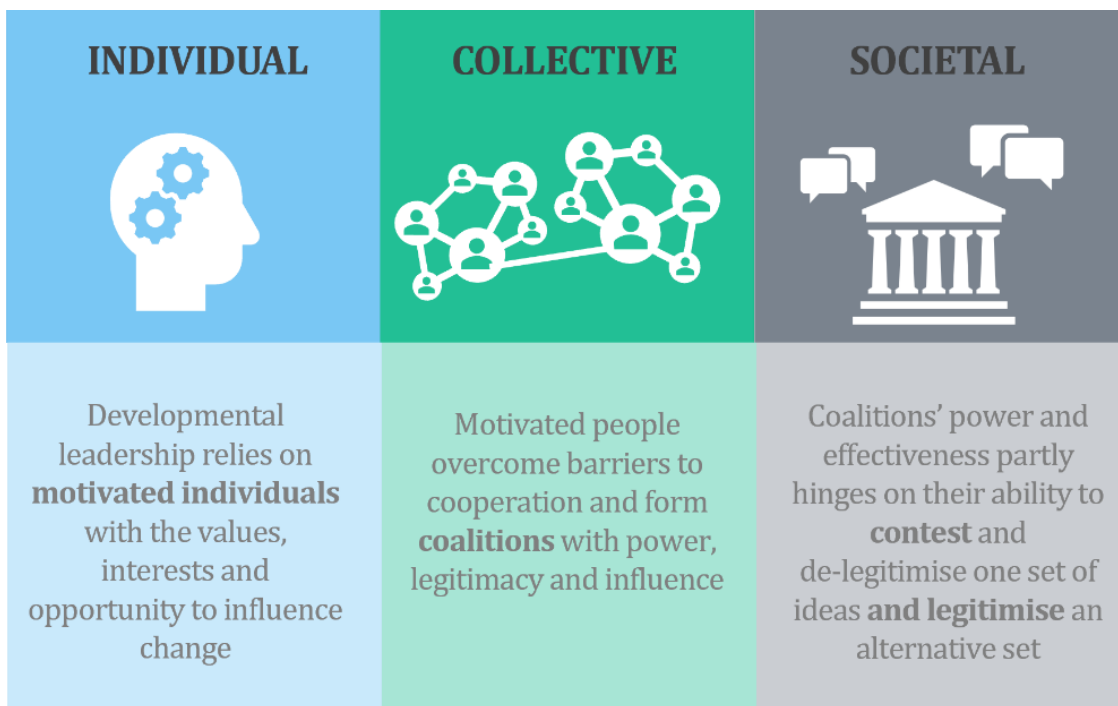 INDIVIDUAL
Developmental
leadership relies on
motivated individuals
with the values,
interests and
opportunity to influence
change
COLLECTIVE
Motivated people
overcome barriers to
cooperation and form
coalitions with power,
legitimacy and influence
SOCIETAL
Coalitions’ power and
effectiveness partly
hinges on their ability to
contest and
de-legitimise one set of
ideas and legitimise an
alternative set